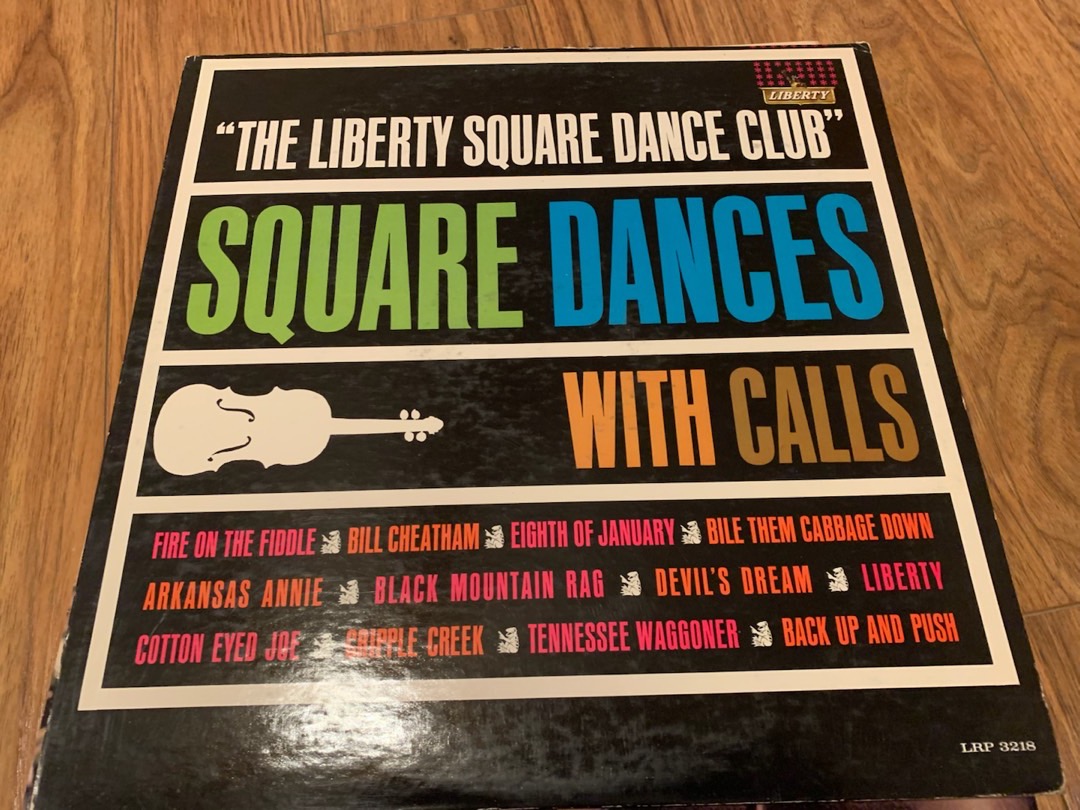 LIBERTY
“THE LIBERTY SQUARE DANCE CLUB”
SQUARE DANCES
WITH CALLS
FIRE ON THE FIDDLE BILL CHEATHAM EIGHTH OF JANUARY BILE THEM CABBAGE DOWN
ARKANSAS ANNIE BLACK MOUNTAIN RAG DEVIL'S DREAM LIBERTY
COTTON EYED JOE CRIPPLE CREEK TENNESSEE WAGGONER BACK UP AND PUSH
LRP 3218